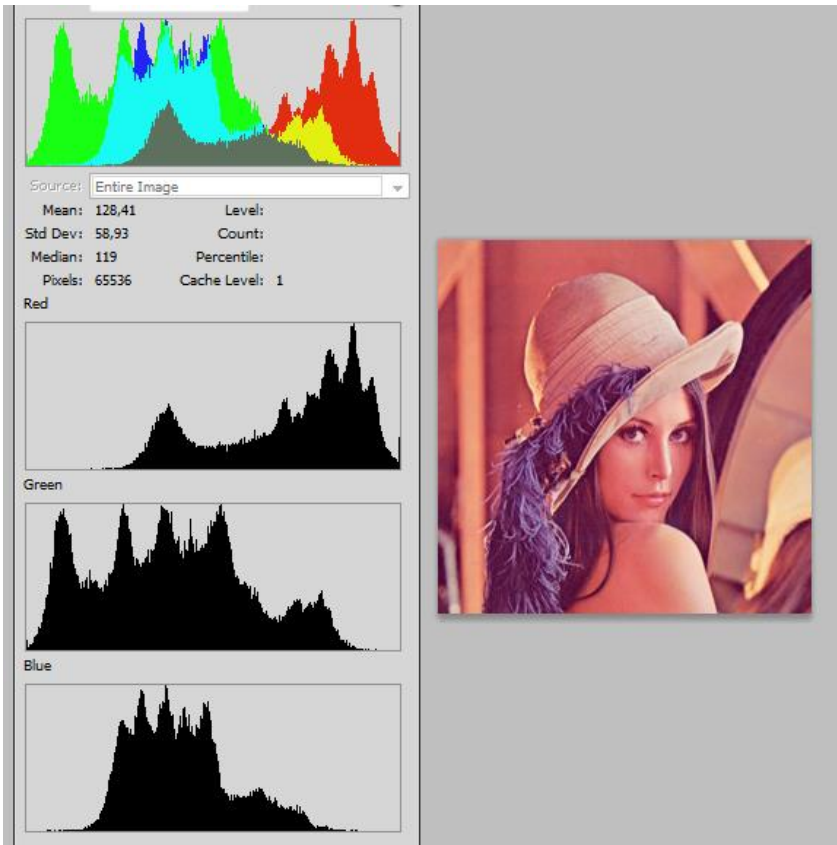 Source: Entire Image
Mean: 128,41 Level:
Std Dev: 58,93 Count:
Median: 119 Percentile:
Pixels: 65536 Cache Level: 1
Red
Green
Blue